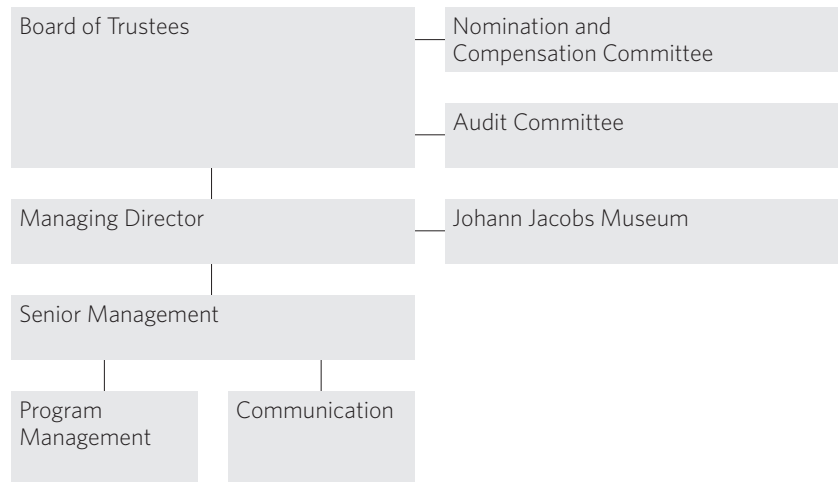 Board of Trustees
Nomination and
Compensation Committee
Audit Committee
Managing Director
Johann Jacobs Museum
Senior Management
Program
Management
Communication